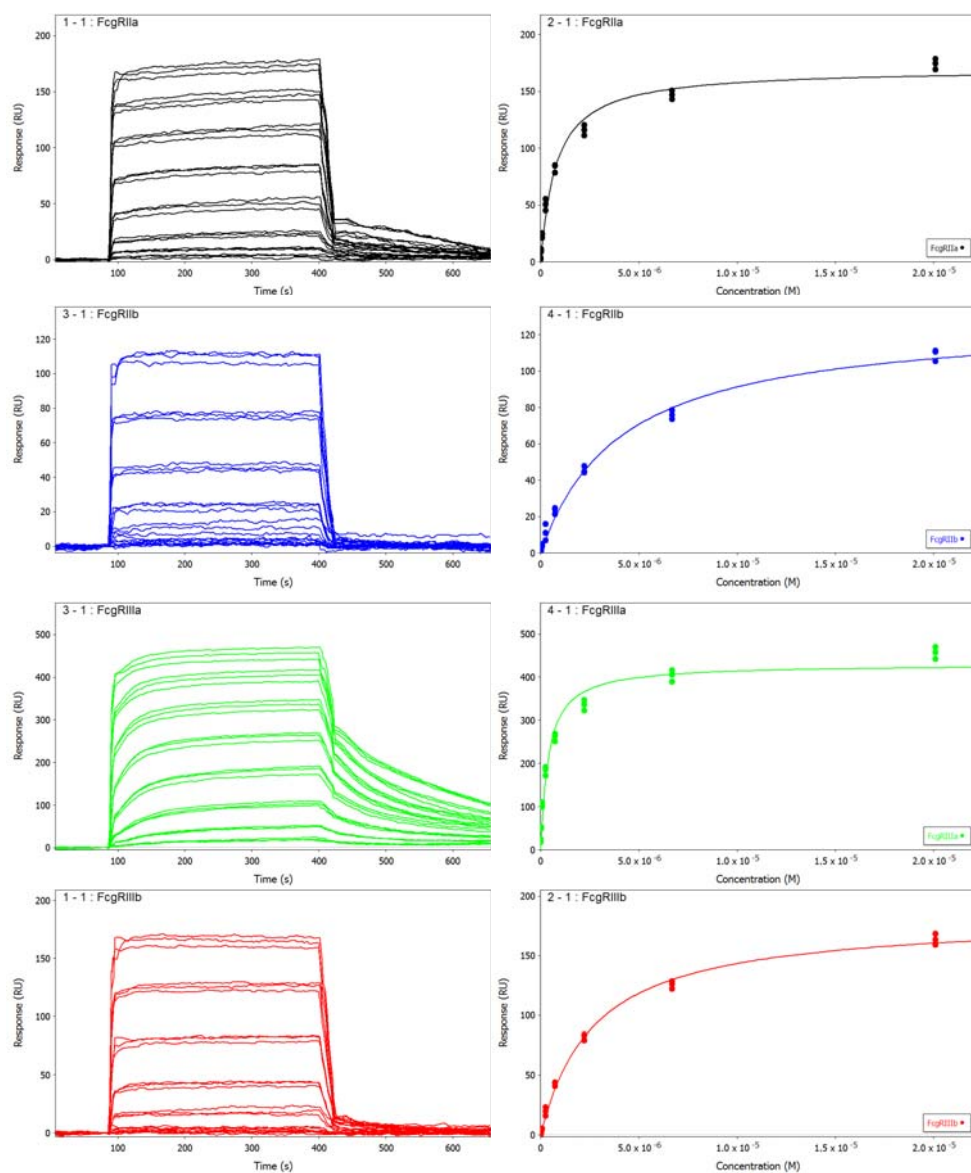 1 - 1 : FcgRIIa
200
150
100
50
0
Response (RU)
100 200 300 400 500 600
Time (s)
2 - 1 : FcgRIIa
200
150
100
50
0
Response (RU)
5.0 x 10⁻⁶ 1.0 x 10⁻⁵ 1.5 x 10⁻⁵ 2.0 x 10⁻⁵
Concentration (M)
FcgRIIa
3 - 1 : FcgRIIb
120
100
80
60
40
20
0
Response (RU)
100 200 300 400 500 600
Time (s)
4 - 1 : FcgRIIb
120
100
80
60
40
20
0
Response (RU)
5.0 x 10⁻⁶ 1.0 x 10⁻⁵ 1.5 x 10⁻⁵ 2.0 x 10⁻⁵
Concentration (M)
FcgRIIb
3 - 1 : FcgRIIIa
500
400
300
200
100
0
Response (RU)
100 200 300 400 500 600
Time (s)
4 - 1 : FcgRIIIa
500
400
300
200
100
0
Response (RU)
5.0 x 10⁻⁶ 1.0 x 10⁻⁵ 1.5 x 10⁻⁵ 2.0 x 10⁻⁵
Concentration (M)
FcgRIIIa
1 - 1 : FcgRIIIb
200
150
100
50
0
Response (RU)
100 200 300 400 500 600
Time (s)
2 - 1 : FcgRIIIb
200
150
100
50
0
Response (RU)
5.0 x 10⁻⁶ 1.0 x 10⁻⁵ 1.5 x 10⁻⁵ 2.0 x 10⁻⁵
Concentration (M)
FcgRIIIb